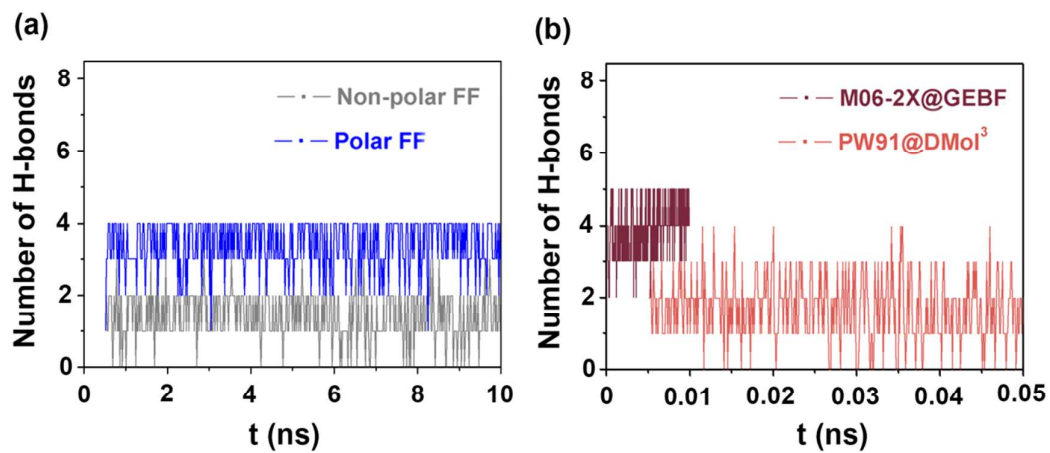 (a)
Number of H-bonds
8
6
4
2
0
Non-polar FF
Polar FF
0 2 4 6 8 10
t (ns)
(b)
Number of H-bonds
8
6
4
2
0
M06-2X@GEBF
PW91@DMol³
0 0.01 0.02 0.03 0.04 0.05
t (ns)